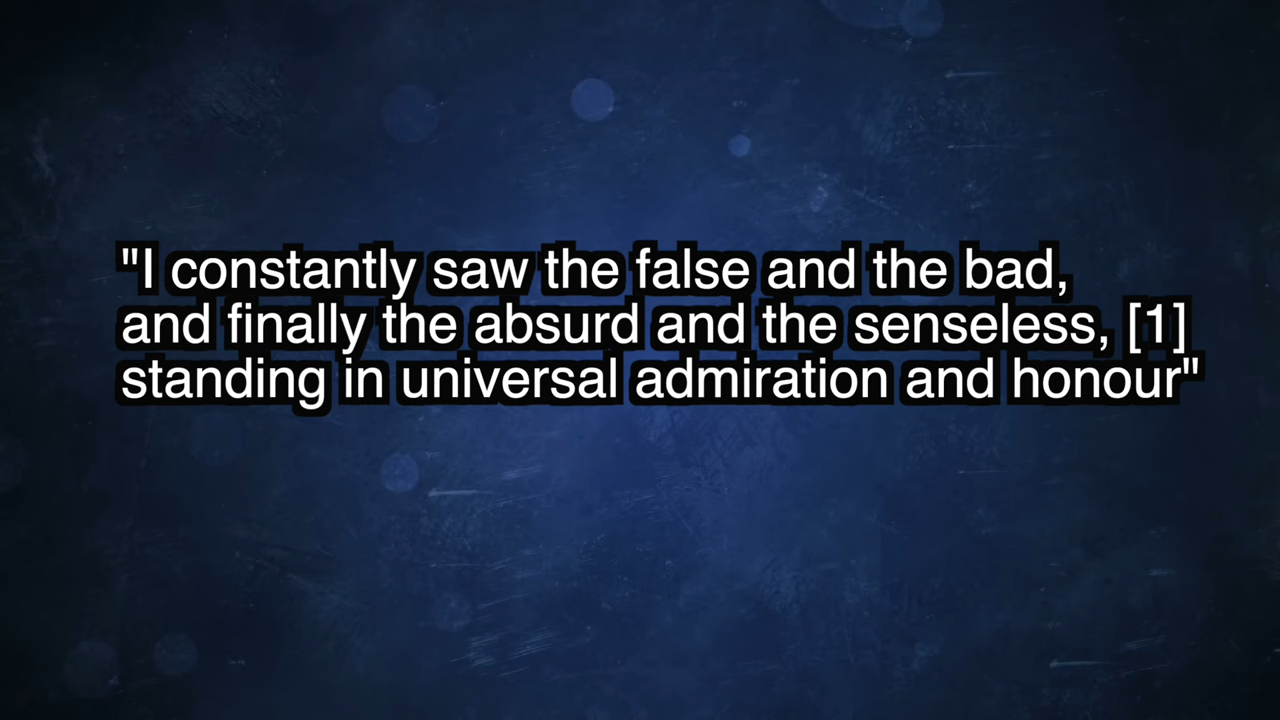 "I constantly saw the false and the bad,
and finally the absurd and the senseless, [1]
standing in universal admiration and honour"